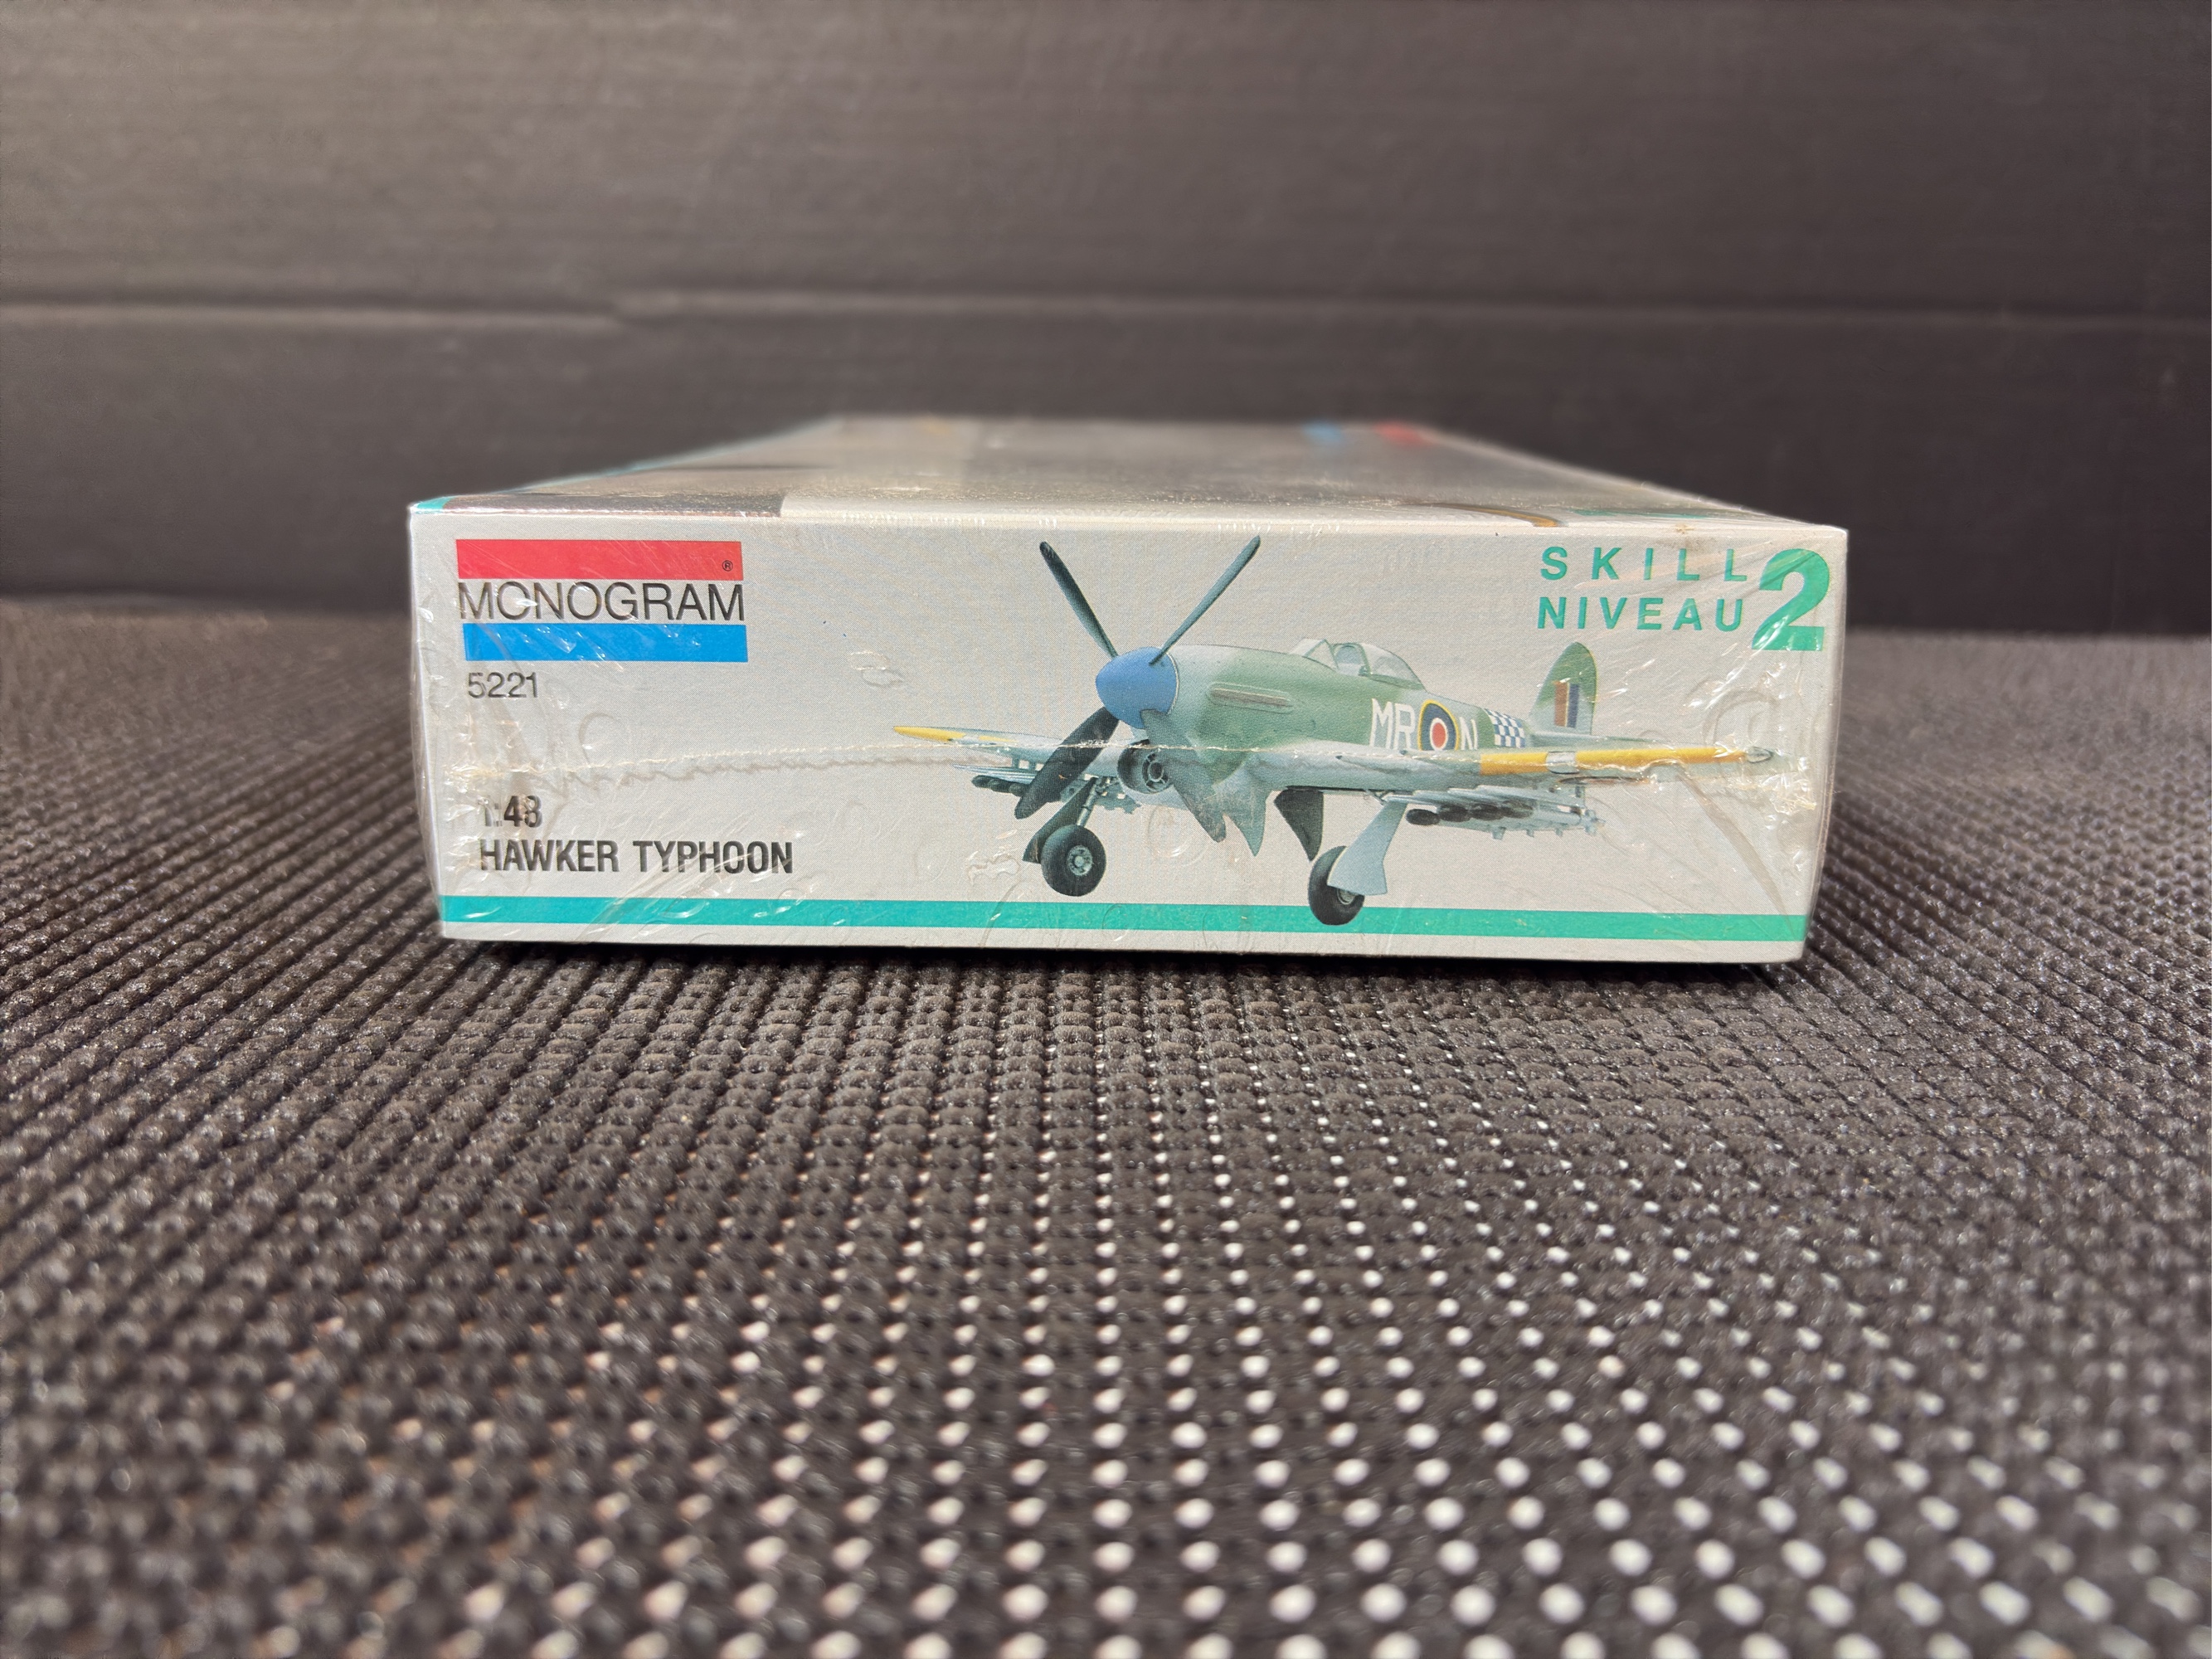 ®
MONOGRAM
5221
SKILL 2
NIVEAU
MR N
1:48
HAWKER TYPHOON